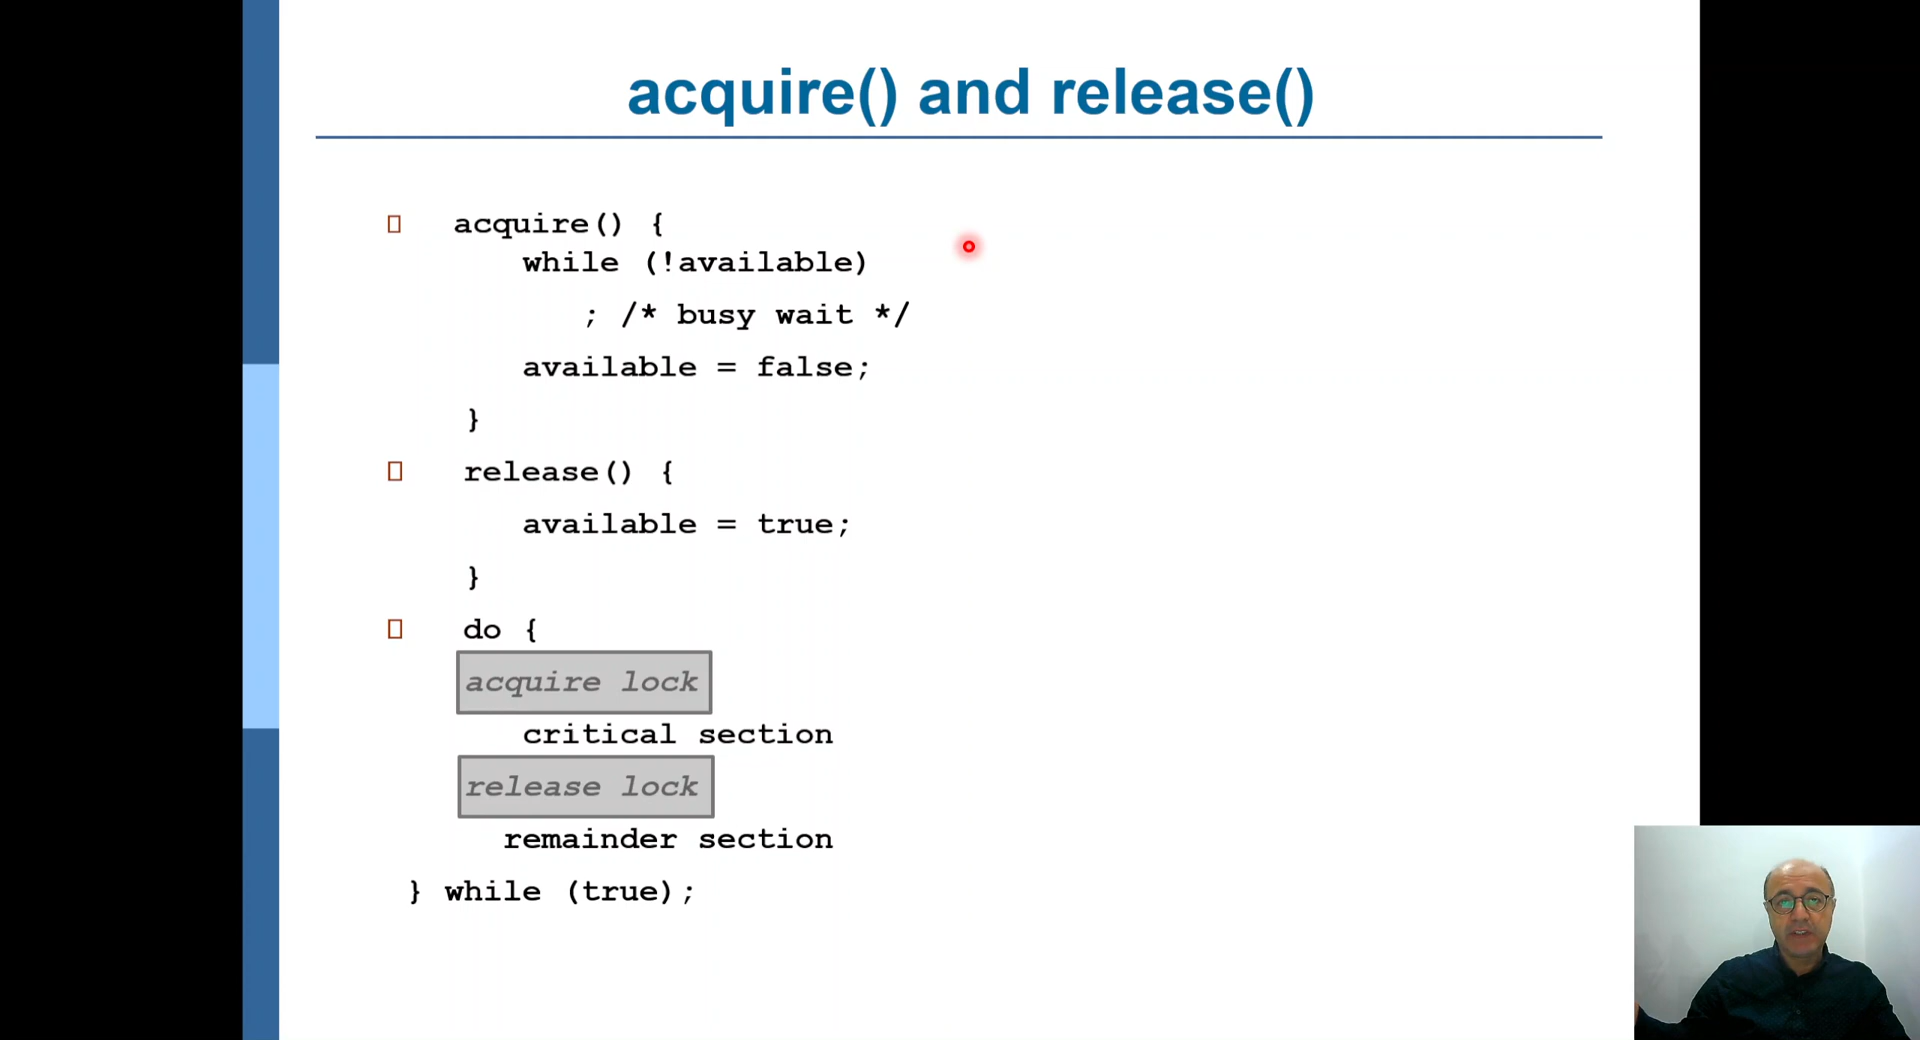 acquire() and release()
acquire() {
while (!available)
; /* busy wait */
available = false;
}
release() {
available = true;
}
do {
acquire lock
critical section
release lock
remainder section
} while (true);